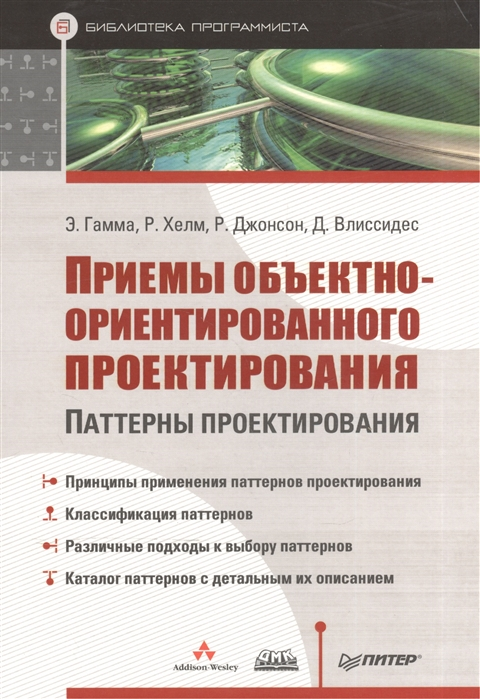 БИБЛИОТЕКА ПРОГРАММИСТА
Э. Гамма, Р. Хелм, Р. Джонсон, Д. Влиссидес
ПРИЕМЫ ОБЪЕКТНО-
ОРИЕНТИРОВАННОГО
ПРОЕКТИРОВАНИЯ
ПАТТЕРНЫ ПРОЕКТИРОВАНИЯ
Принципы применения паттернов проектирования
Классификация паттернов
Различные подходы к выбору паттернов
Каталог паттернов с детальным их описанием
Addison-Wesley
ДМК
ПИТЕР